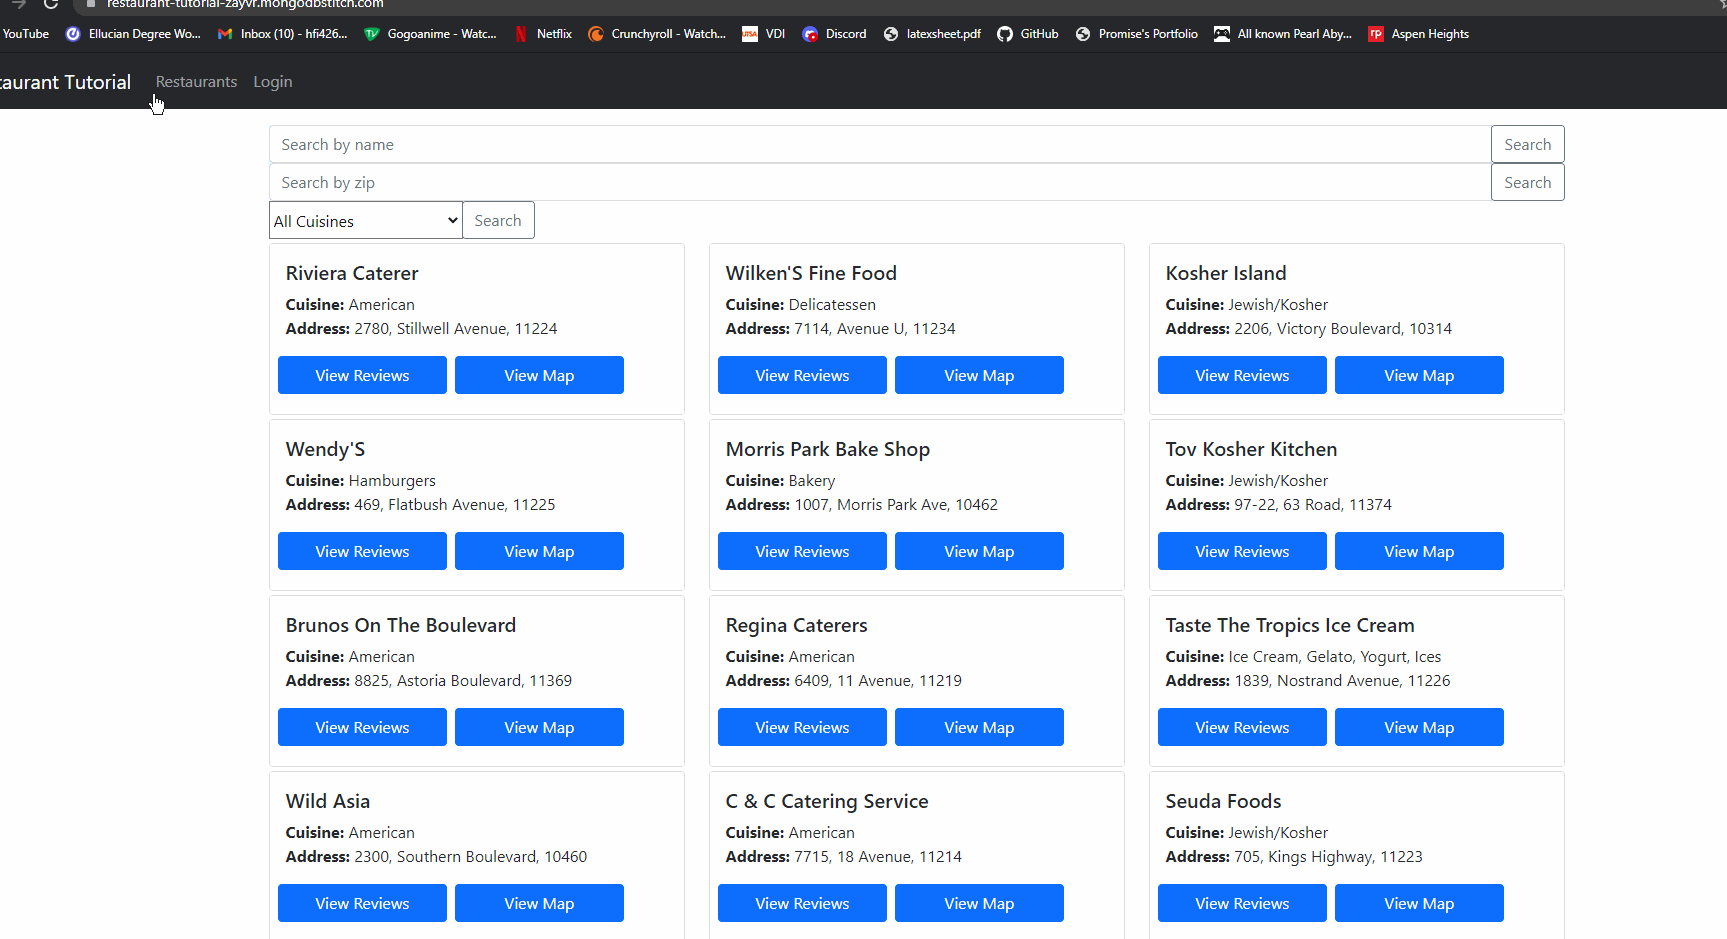 restaurant-tutorial-zayvr.mongodbstitch.com
YouTube Ellucian Degree Wo... Inbox (10) - hfi426... Gogoanime - Watc... Netflix Crunchyroll - Watch... UTSA VDI Discord latexsheet.pdf GitHub Promise's Portfolio All known Pearl Aby... rp Aspen Heights
taurant Tutorial Restaurants Login
Search by name Search
Search by zip Search
All Cuisines Search
Riviera Caterer Wilken'S Fine Food Kosher Island
Cuisine: American Cuisine: Delicatessen Cuisine: Jewish/Kosher
Address: 2780, Stillwell Avenue, 11224 Address: 7114, Avenue U, 11234 Address: 2206, Victory Boulevard, 10314
View Reviews View Map View Reviews View Map View Reviews View Map
Wendy'S Morris Park Bake Shop Tov Kosher Kitchen
Cuisine: Hamburgers Cuisine: Bakery Cuisine: Jewish/Kosher
Address: 469, Flatbush Avenue, 11225 Address: 1007, Morris Park Ave, 10462 Address: 97-22, 63 Road, 11374
View Reviews View Map View Reviews View Map View Reviews View Map
Brunos On The Boulevard Regina Caterers Taste The Tropics Ice Cream
Cuisine: American Cuisine: American Cuisine: Ice Cream, Gelato, Yogurt, Ices
Address: 8825, Astoria Boulevard, 11369 Address: 6409, 11 Avenue, 11219 Address: 1839, Nostrand Avenue, 11226
View Reviews View Map View Reviews View Map View Reviews View Map
Wild Asia C & C Catering Service Seuda Foods
Cuisine: American Cuisine: American Cuisine: Jewish/Kosher
Address: 2300, Southern Boulevard, 10460 Address: 7715, 18 Avenue, 11214 Address: 705, Kings Highway, 11223
View Reviews View Map View Reviews View Map View Reviews View Map